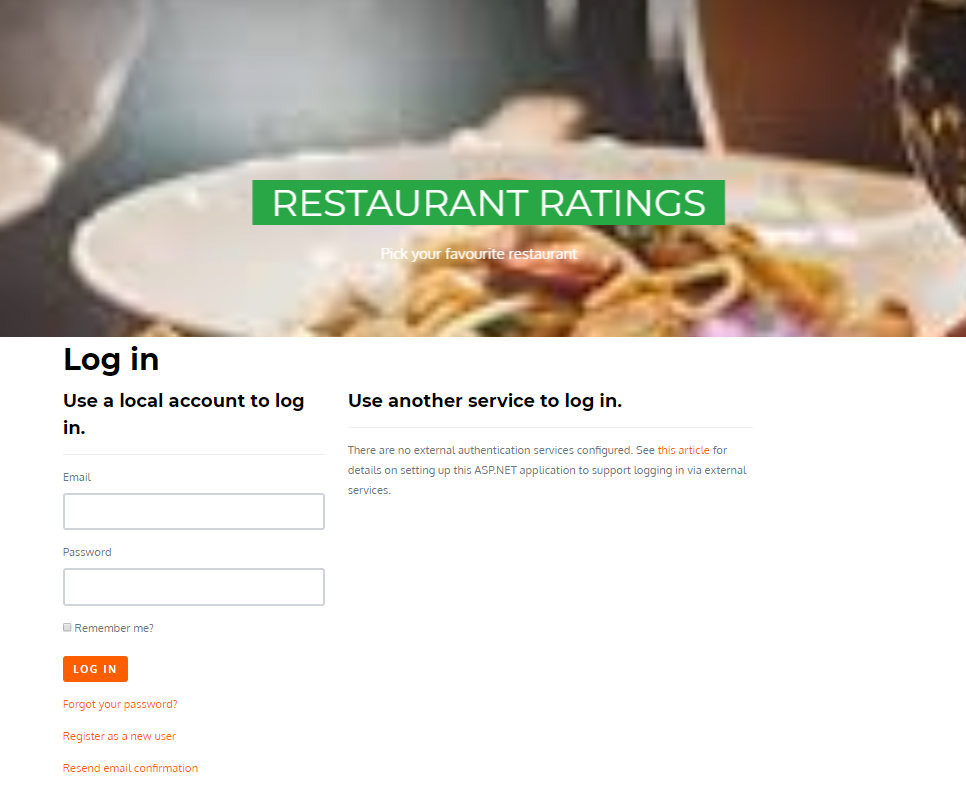 RESTAURANT RATINGS
Pick your favourite restaurant
Log in
Use a local account to log
in.
Email
Password
Remember me?
LOG IN
Forgot your password?
Register as a new user
Resend email confirmation
Use another service to log in.
There are no external authentication services configured. See this article for
details on setting up this ASP.NET application to support logging in via external
services.